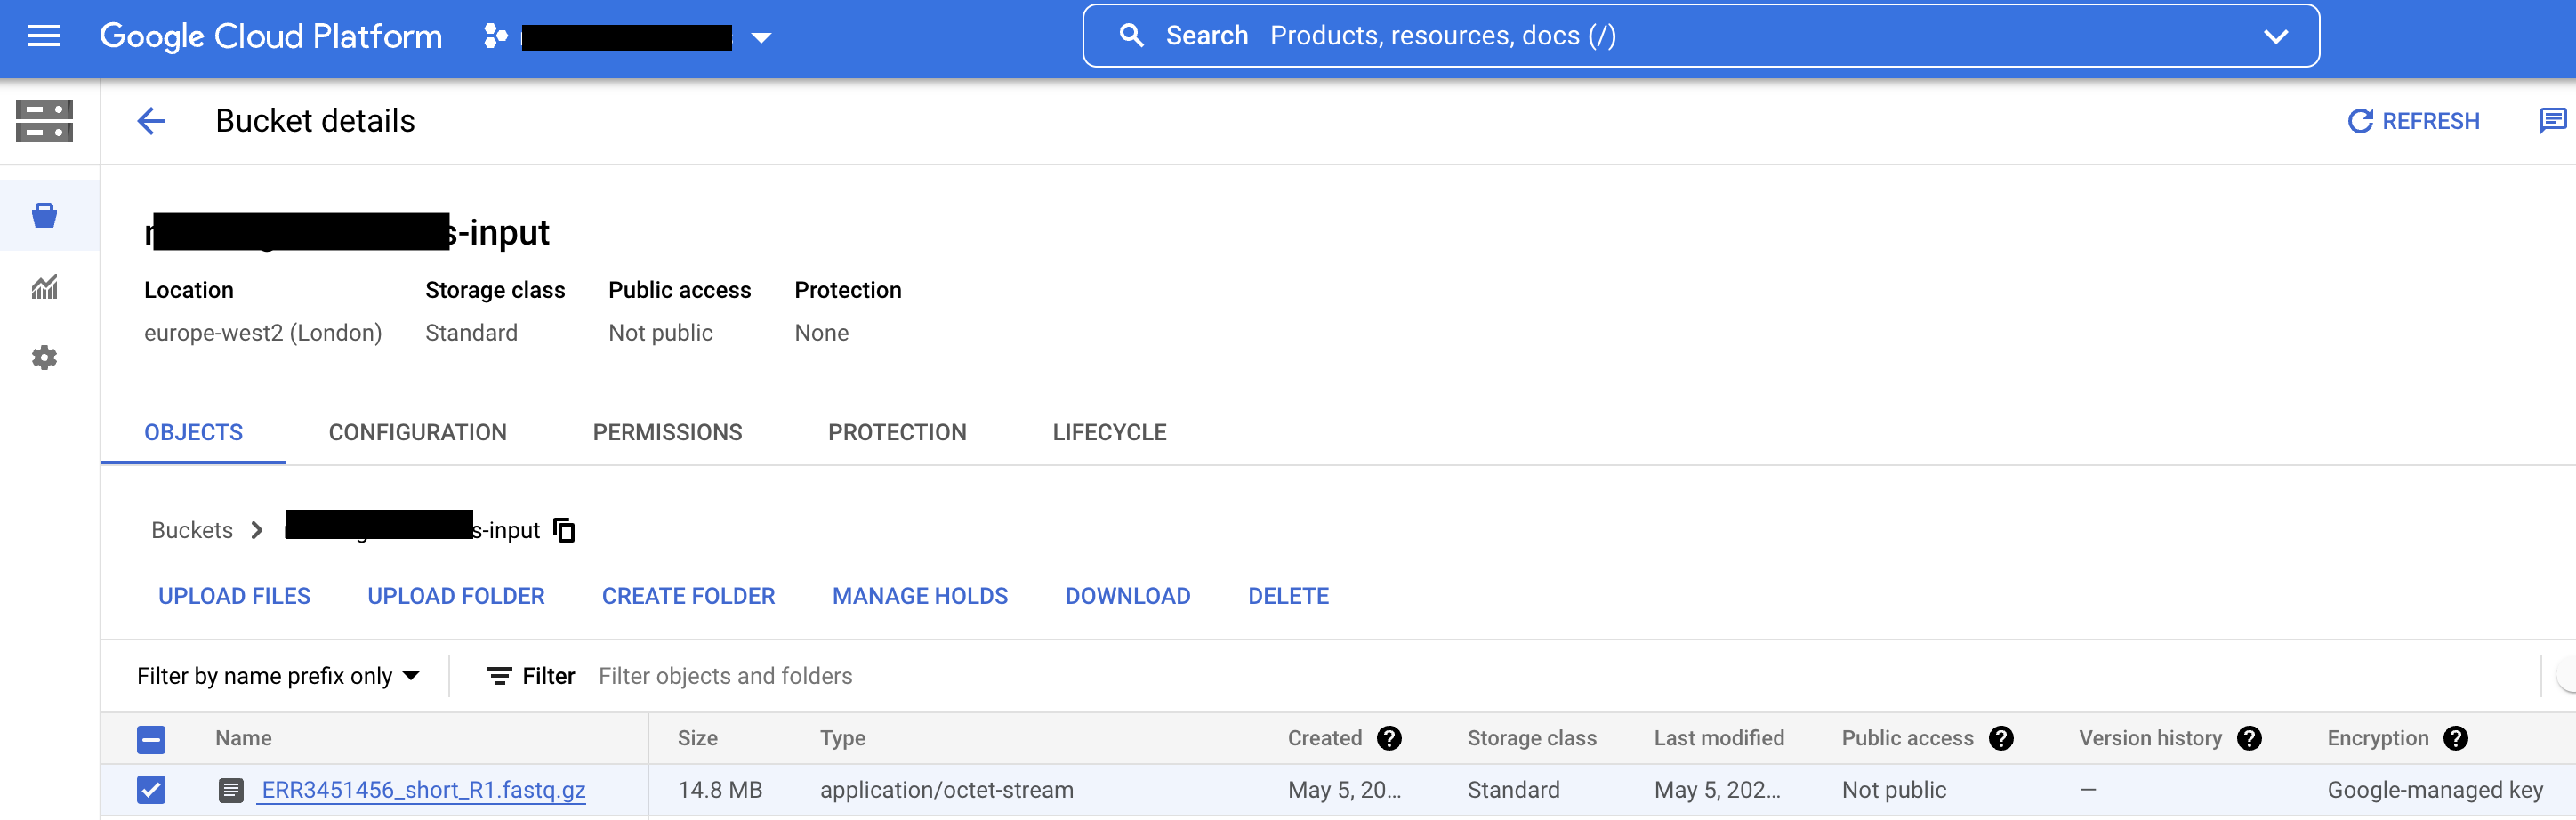 Google Cloud Platform
Search Products, resources, docs (/)
Bucket details
REFRESH
s-input
Location Storage class Public access Protection
europe-west2 (London) Standard Not public None
OBJECTS CONFIGURATION PERMISSIONS PROTECTION LIFECYCLE
Buckets s-input
UPLOAD FILES UPLOAD FOLDER CREATE FOLDER MANAGE HOLDS DOWNLOAD DELETE
Filter by name prefix only Filter Filter objects and folders
Name Size Type Created ? Storage class Last modified Public access ? Version history ? Encryption ?
ERR3451456_short_R1.fastq.gz 14.8 MB application/octet-stream May 5, 20... Standard May 5, 202... Not public — Google-managed key